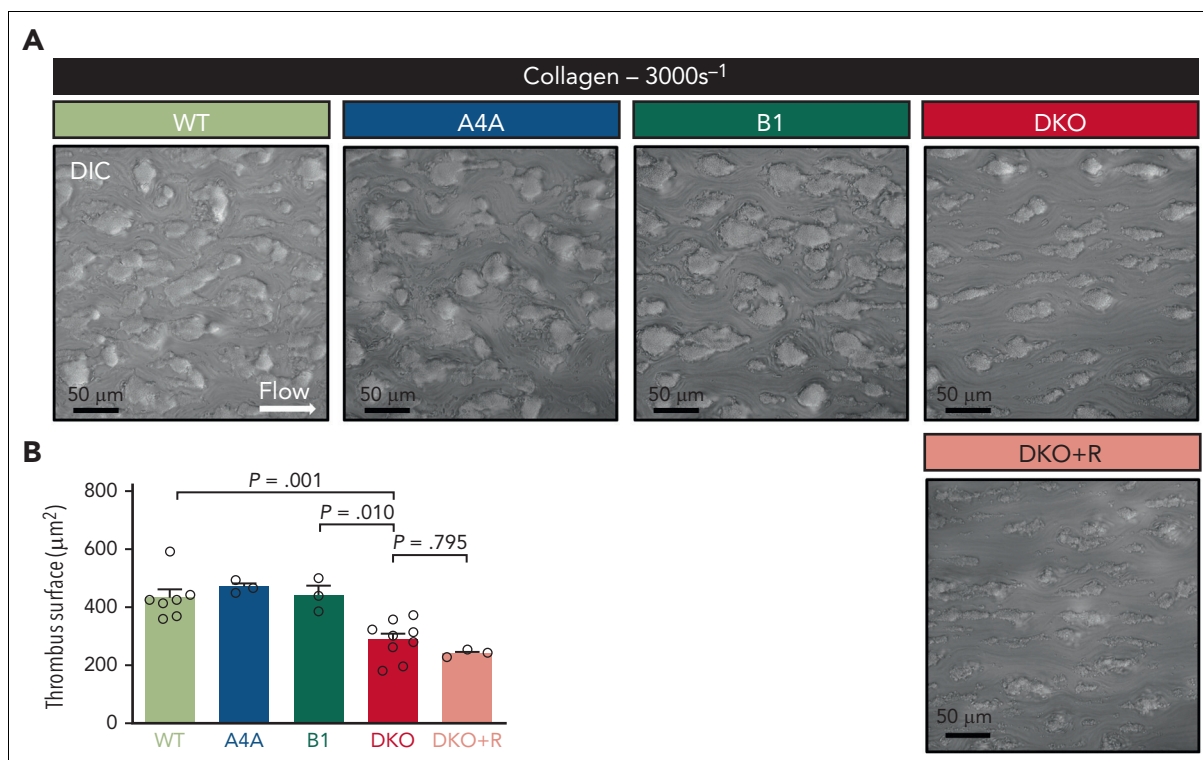 A
Collagen – 3000s⁻¹
WT
A4A
B1
DKO
DIC
50 µm
Flow
50 µm
50 µm
50 µm
B
DKO+R
P = .001
P = .010
P = .795
Thrombus surface (µm²)
800
600
400
200
0
WT
A4A
B1
DKO
DKO+R
50 µm